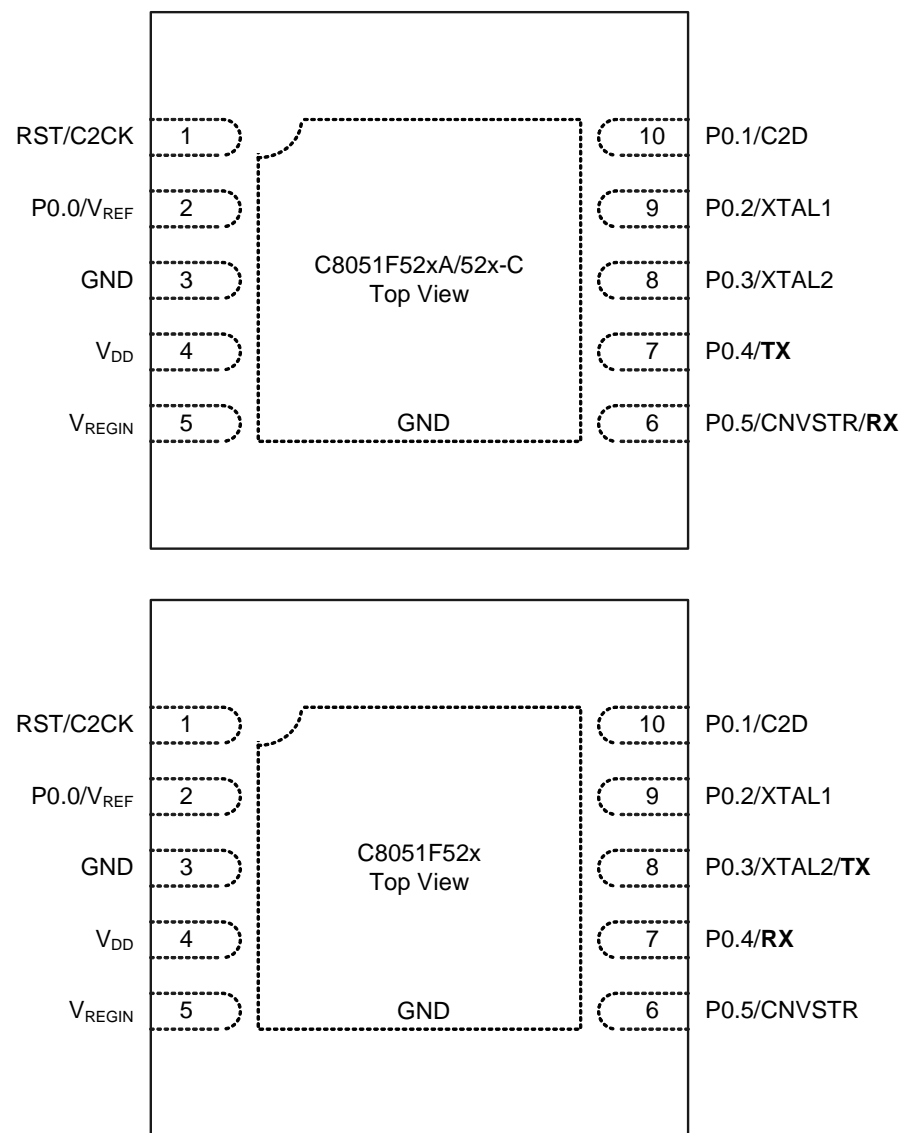 RST/C2CK 1 10 P0.1/C2D
P0.0/VREF 2 9 P0.2/XTAL1
GND 3 8 P0.3/XTAL2
C8051F52xA/52x-C
Top View
VDD 4 7 P0.4/TX
VREGIN 5 GND 6 P0.5/CNVSTR/RX
RST/C2CK 1 10 P0.1/C2D
P0.0/VREF 2 9 P0.2/XTAL1
GND 3 8 P0.3/XTAL2/TX
C8051F52x
Top View
VDD 4 7 P0.4/RX
VREGIN 5 GND 6 P0.5/CNVSTR